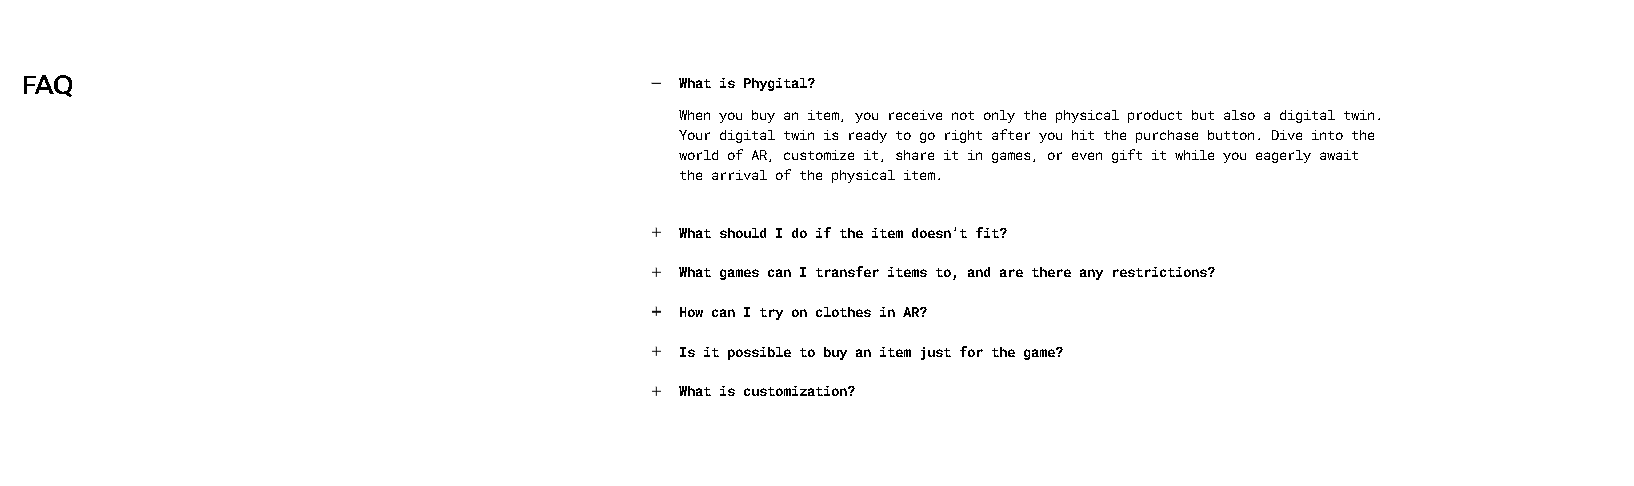 FAQ
— What is Phygital?
When you buy an item, you receive not only the physical product but also a digital twin.
Your digital twin is ready to go right after you hit the purchase button. Dive into the
world of AR, customize it, share it in games, or even gift it while you eagerly await
the arrival of the physical item.
+ What should I do if the item doesn't fit?
+ What games can I transfer items to, and are there any restrictions?
+ How can I try on clothes in AR?
+ Is it possible to buy an item just for the game?
+ What is customization?